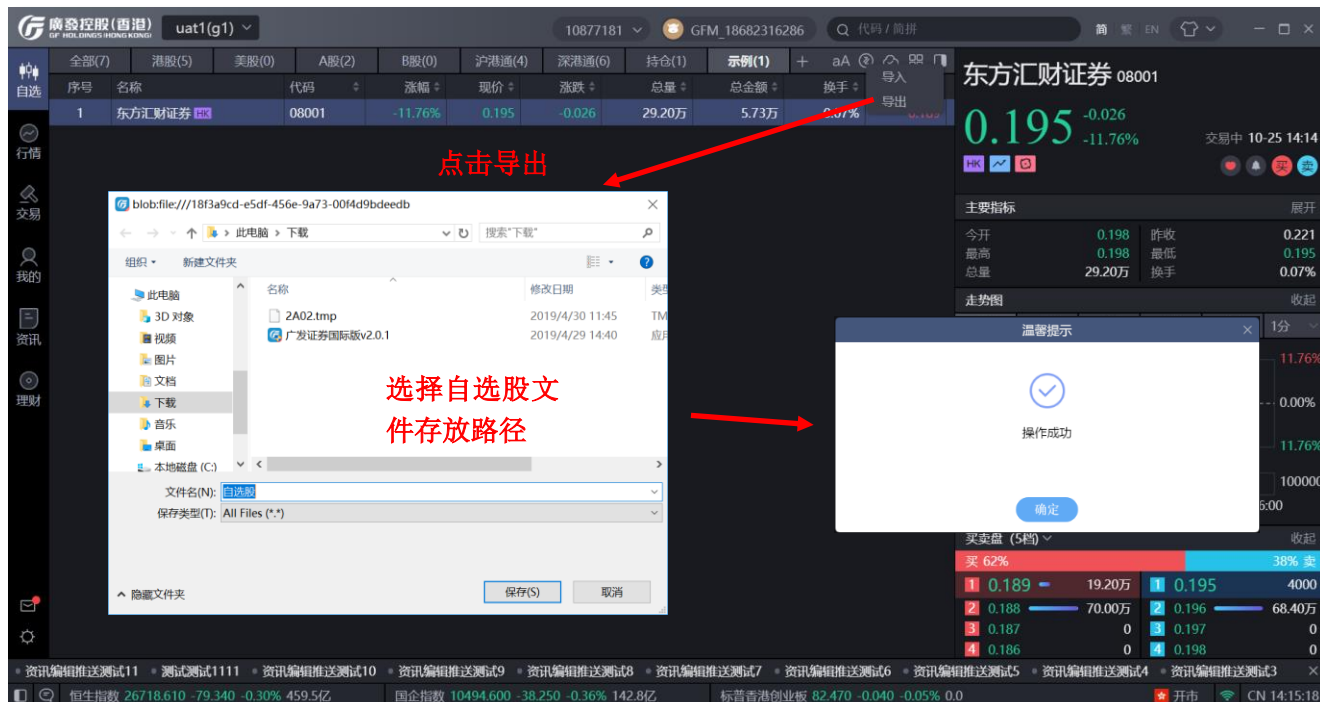 廣發控股(香港) uat1(g1) 10877181 GFM_18682316286 代码/简拼 简 繁 EN
GF HOLDINGS (HONG KONG)
全部(7) 港股(5) 美股(0) A股(2) B股(0) 沪港通(4) 深港通(6) 持仓(1) 示例(1) + aA
导入
导出
序号 名称 代码 涨幅 现价 涨跌 总量 总金额 换手
1 东方汇财证券 HK 08001 -11.76% 0.195 -0.026 29.20万 5.73万 0.07%
自选
行情
交易
我的
资讯
理财
点击导出
blob:file:///18f3a9cd-e5df-456e-9a73-00f4d9bdeedb
此电脑 > 下载 搜索"下载"
组织 新建文件夹
名称 修改日期 类型
此电脑
3D 对象
视频
图片
文档
下载
音乐
桌面
本地磁盘 (C:)
2A02.tmp 2019/4/30 11:45 TM
广发证券国际版v2.0.1 2019/4/29 14:40 应用
选择自选股文
件存放路径
文件名(N): 自选股
保存类型(T): All Files (*.*)
隐藏文件夹 保存(S) 取消
温馨提示
操作成功
确定
东方汇财证券 08001
0.195 -0.026
-11.76% 交易中 10-25 14:14
HK 买 卖
主要指标 展开
今开 0.198 昨收 0.221
最高 0.198 最低 0.195
总量 29.20万 换手 0.07%
走势图 收起
1分
11.76%
0.00%
11.76%
100000
6:00
买卖盘 (5档) 收起
买 62% 38% 卖
1 0.189 19.20万 1 0.195 4000
2 0.188 70.00万 2 0.196 68.40万
3 0.187 0 3 0.197 0
4 0.186 0 4 0.198 0
资讯编辑推送测试11 测试测试1111 资讯编辑推送测试10 资讯编辑推送测试9 资讯编辑推送测试8 资讯编辑推送测试7 资讯编辑推送测试6 资讯编辑推送测试5 资讯编辑推送测试4 资讯编辑推送测试3
恒生指数 26718.610 -79.340 -0.30% 459.5亿 国企指数 10494.600 -38.250 -0.36% 142.8亿 标普香港创业板 82.470 -0.040 -0.05% 0.0 开市 CN 14:15:18